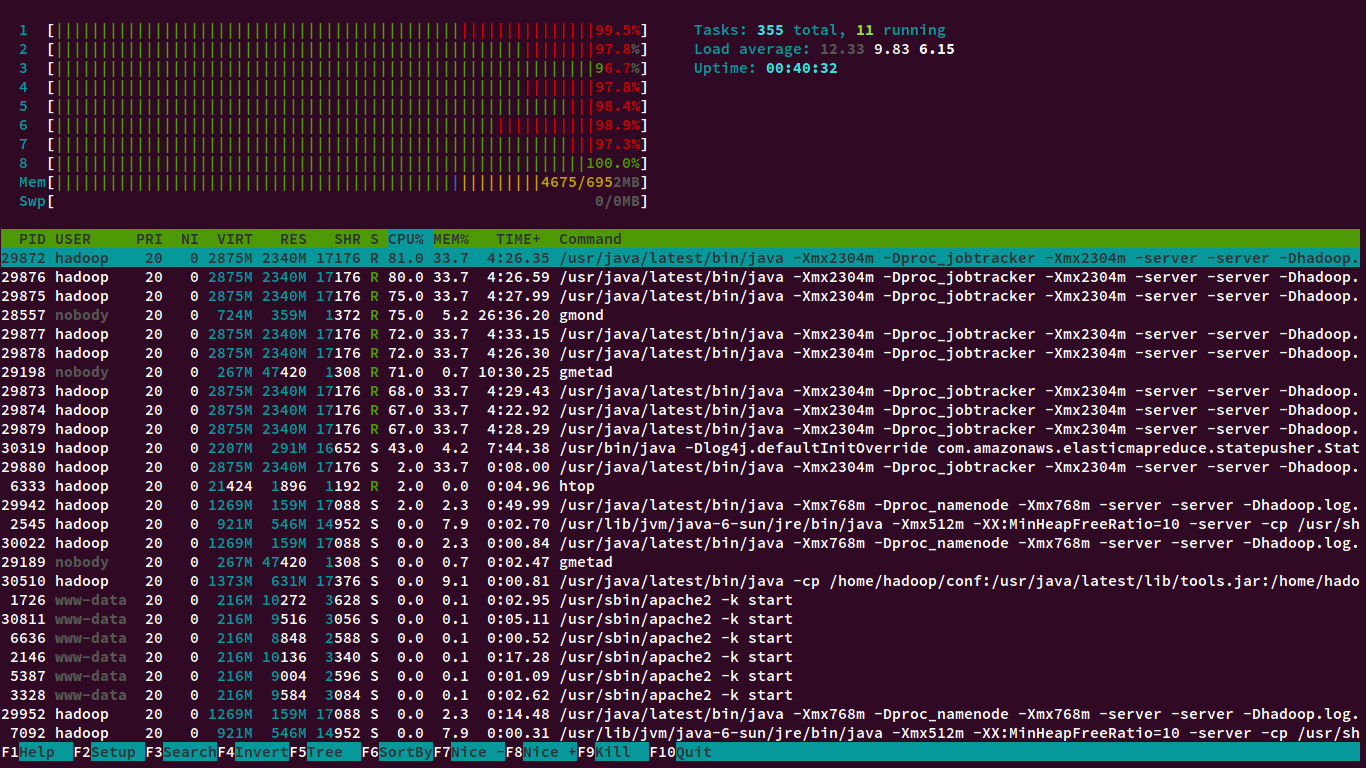 1 [99.5%] Tasks: 355 total, 11 running
2 [97.8%] Load average: 12.33 9.83 6.15
3 [96.7%] Uptime: 00:40:32
4 [97.8%]
5 [98.4%]
6 [98.9%]
7 [97.3%]
8 [100.0%]
Mem[4675/6952MB]
Swp[0/0MB]
PID USER PRI NI VIRT RES SHR S CPU% MEM% TIME+ Command
29872 hadoop 20 0 2875M 2340M 17176 R 81.0 33.7 4:26.35 /usr/java/latest/bin/java -Xmx2304m -Dproc_jobtracker -Xmx2304m -server -server -Dhadoop.
29876 hadoop 20 0 2875M 2340M 17176 R 80.0 33.7 4:26.59 /usr/java/latest/bin/java -Xmx2304m -Dproc_jobtracker -Xmx2304m -server -server -Dhadoop.
29875 hadoop 20 0 2875M 2340M 17176 R 75.0 33.7 4:27.99 /usr/java/latest/bin/java -Xmx2304m -Dproc_jobtracker -Xmx2304m -server -server -Dhadoop.
28557 nobody 20 0 724M 359M 1372 R 75.0 5.2 26:36.20 gmond
29877 hadoop 20 0 2875M 2340M 17176 R 72.0 33.7 4:33.15 /usr/java/latest/bin/java -Xmx2304m -Dproc_jobtracker -Xmx2304m -server -server -Dhadoop.
29878 hadoop 20 0 2875M 2340M 17176 R 72.0 33.7 4:26.30 /usr/java/latest/bin/java -Xmx2304m -Dproc_jobtracker -Xmx2304m -server -server -Dhadoop.
29198 nobody 20 0 267M 47420 1308 R 71.0 0.7 10:30.25 gmetad
29873 hadoop 20 0 2875M 2340M 17176 R 68.0 33.7 4:29.43 /usr/java/latest/bin/java -Xmx2304m -Dproc_jobtracker -Xmx2304m -server -server -Dhadoop.
29874 hadoop 20 0 2875M 2340M 17176 R 67.0 33.7 4:22.92 /usr/java/latest/bin/java -Xmx2304m -Dproc_jobtracker -Xmx2304m -server -server -Dhadoop.
29879 hadoop 20 0 2875M 2340M 17176 R 67.0 33.7 4:28.29 /usr/java/latest/bin/java -Xmx2304m -Dproc_jobtracker -Xmx2304m -server -server -Dhadoop.
30319 hadoop 20 0 2207M 291M 16652 S 43.0 4.2 7:44.38 /usr/bin/java -Dlog4j.defaultInitOverride com.amazonaws.elasticmapreduce.statepusher.Stat
29880 hadoop 20 0 2875M 2340M 17176 S 2.0 33.7 0:08.00 /usr/java/latest/bin/java -Xmx2304m -Dproc_jobtracker -Xmx2304m -server -server -Dhadoop.
6333 hadoop 20 0 21424 1896 1192 R 2.0 0.0 0:04.96 htop
29942 hadoop 20 0 1269M 159M 17088 S 2.0 2.3 0:49.99 /usr/java/latest/bin/java -Xmx768m -Dproc_namenode -Xmx768m -server -server -Dhadoop.log.
2545 hadoop 20 0 921M 546M 14952 S 0.0 7.9 0:02.70 /usr/lib/jvm/java-6-sun/jre/bin/java -Xmx512m -XX:MinHeapFreeRatio=10 -server -cp /usr/sh
30022 hadoop 20 0 1269M 159M 17088 S 0.0 2.3 0:00.84 /usr/java/latest/bin/java -Xmx768m -Dproc_namenode -Xmx768m -server -server -Dhadoop.log.
29189 nobody 20 0 267M 47420 1308 S 0.0 0.7 0:02.47 gmetad
30510 hadoop 20 0 1373M 631M 17376 S 0.0 9.1 0:00.81 /usr/java/latest/bin/java -cp /home/hadoop/conf:/usr/java/latest/lib/tools.jar:/home/hado
1726 www-data 20 0 216M 10272 3628 S 0.0 0.1 0:02.95 /usr/sbin/apache2 -k start
30811 www-data 20 0 216M 9516 3056 S 0.0 0.1 0:05.11 /usr/sbin/apache2 -k start
6636 www-data 20 0 216M 8848 2588 S 0.0 0.1 0:00.52 /usr/sbin/apache2 -k start
2146 www-data 20 0 216M 10136 3340 S 0.0 0.1 0:17.28 /usr/sbin/apache2 -k start
5387 www-data 20 0 216M 9004 2596 S 0.0 0.1 0:01.09 /usr/sbin/apache2 -k start
3328 www-data 20 0 216M 9584 3084 S 0.0 0.1 0:02.62 /usr/sbin/apache2 -k start
29952 hadoop 20 0 1269M 159M 17088 S 0.0 2.3 0:14.48 /usr/java/latest/bin/java -Xmx768m -Dproc_namenode -Xmx768m -server -server -Dhadoop.log.
7092 hadoop 20 0 921M 546M 14952 S 0.0 7.9 0:00.31 /usr/lib/jvm/java-6-sun/jre/bin/java -Xmx512m -XX:MinHeapFreeRatio=10 -server -cp /usr/sh
F1Help F2Setup F3SearchF4InvertF5Tree F6SortByF7Nice -F8Nice +F9Kill F10Quit